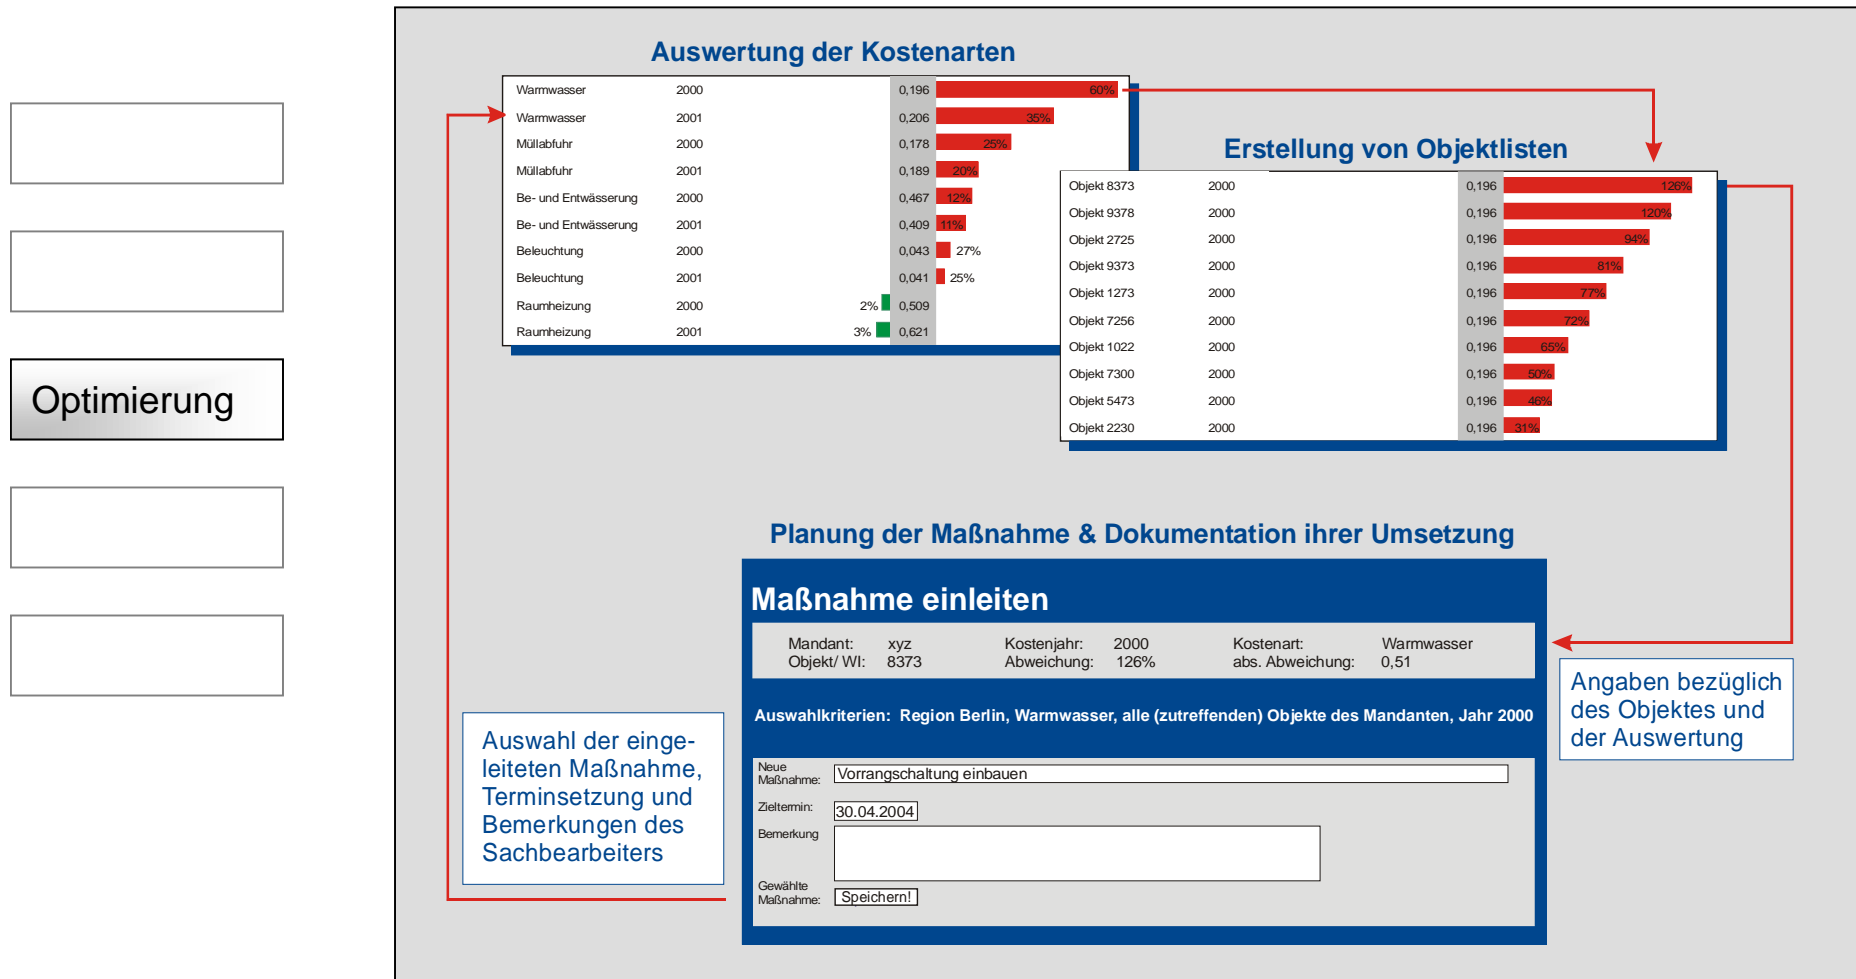 Optimierung
Auswertung der Kostenarten
Warmwasser 2000 0,196 60%
Warmwasser 2001 0,206 35%
Müllabfuhr 2000 0,178 25%
Müllabfuhr 2001 0,189 20%
Be- und Entwässerung 2000 0,467 12%
Be- und Entwässerung 2001 0,409 11%
Beleuchtung 2000 0,043 27%
Beleuchtung 2001 0,041 25%
Raumheizung 2000 2% 0,509
Raumheizung 2001 3% 0,621
Erstellung von Objektlisten
Objekt 8373 2000 0,196 126%
Objekt 9378 2000 0,196 120%
Objekt 2725 2000 0,196 94%
Objekt 9373 2000 0,196 81%
Objekt 1273 2000 0,196 77%
Objekt 7256 2000 0,196 72%
Objekt 1022 2000 0,196 65%
Objekt 7300 2000 0,196 50%
Objekt 5473 2000 0,196 46%
Objekt 2230 2000 0,196 31%
Planung der Maßnahme & Dokumentation ihrer Umsetzung
Maßnahme einleiten
Mandant: xyz Kostenjahr: 2000 Kostenart: Warmwasser
Objekt/ WI: 8373 Abweichung: 126% abs. Abweichung: 0,51
Auswahlkriterien: Region Berlin, Warmwasser, alle (zutreffenden) Objekte des Mandanten, Jahr 2000
Neue
Maßnahme: Vorrangschaltung einbauen
Zieltermin: 30.04.2004
Bemerkung
Gewählte
Maßnahme: Speichern!
Auswahl der einge-
leiteten Maßnahme,
Terminsetzung und
Bemerkungen des
Sachbearbeiters
Angaben bezüglich
des Objektes und
der Auswertung